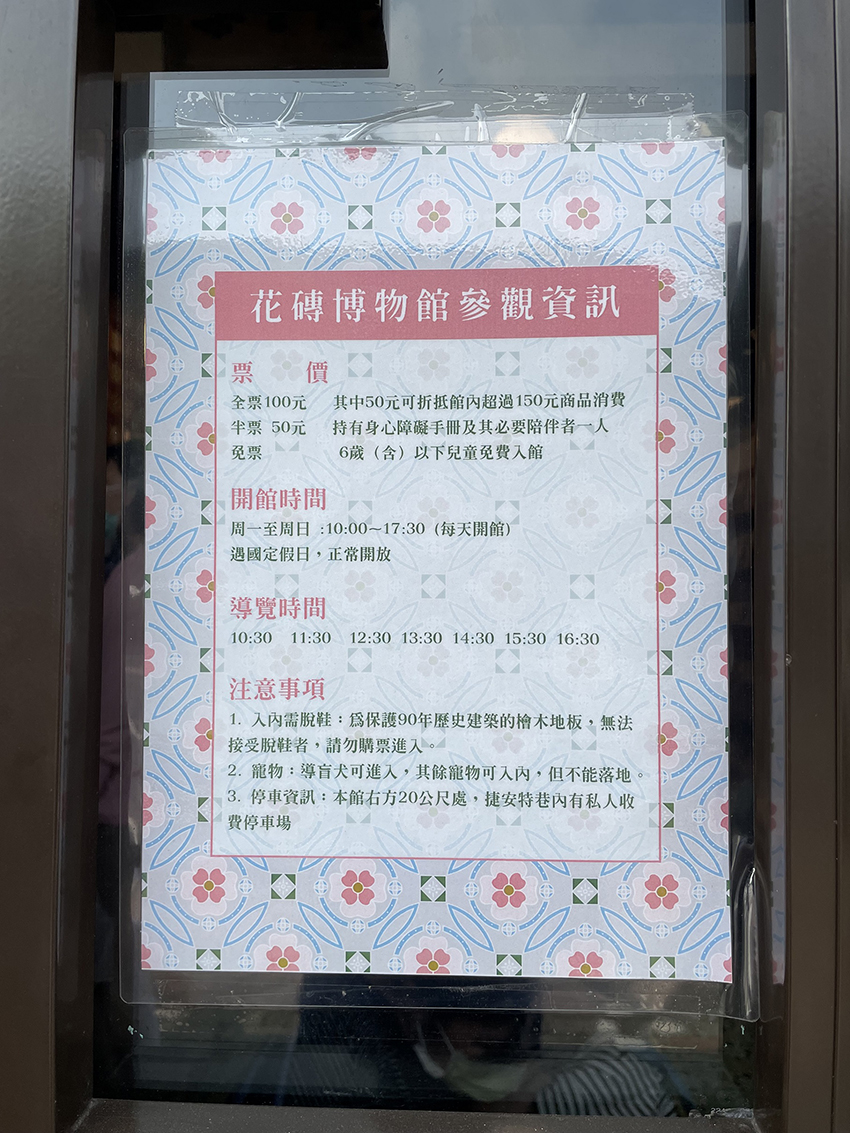 花磚博物館參觀資訊
票 價
全票100元 其中50元可折抵館內超過150元商品消費
半票 50元 持有身心障礙手冊及其必要陪伴者一人
免票 6歲（含）以下兒童免費入館
開館時間
周一至周日 :10:00～17:30 (每天開館)
遇國定假日，正常開放
導覽時間
10:30 11:30 12:30 13:30 14:30 15:30 16:30
注意事項
1. 入內需脫鞋：為保護90年歷史建築的檜木地板，無法
接受脫鞋者，請勿購票進入。
2. 寵物：導盲犬可進入，其餘寵物可入內，但不能落地。
3. 停車資訊：本館右方20公尺處，捷安特巷內有私人收
費停車場